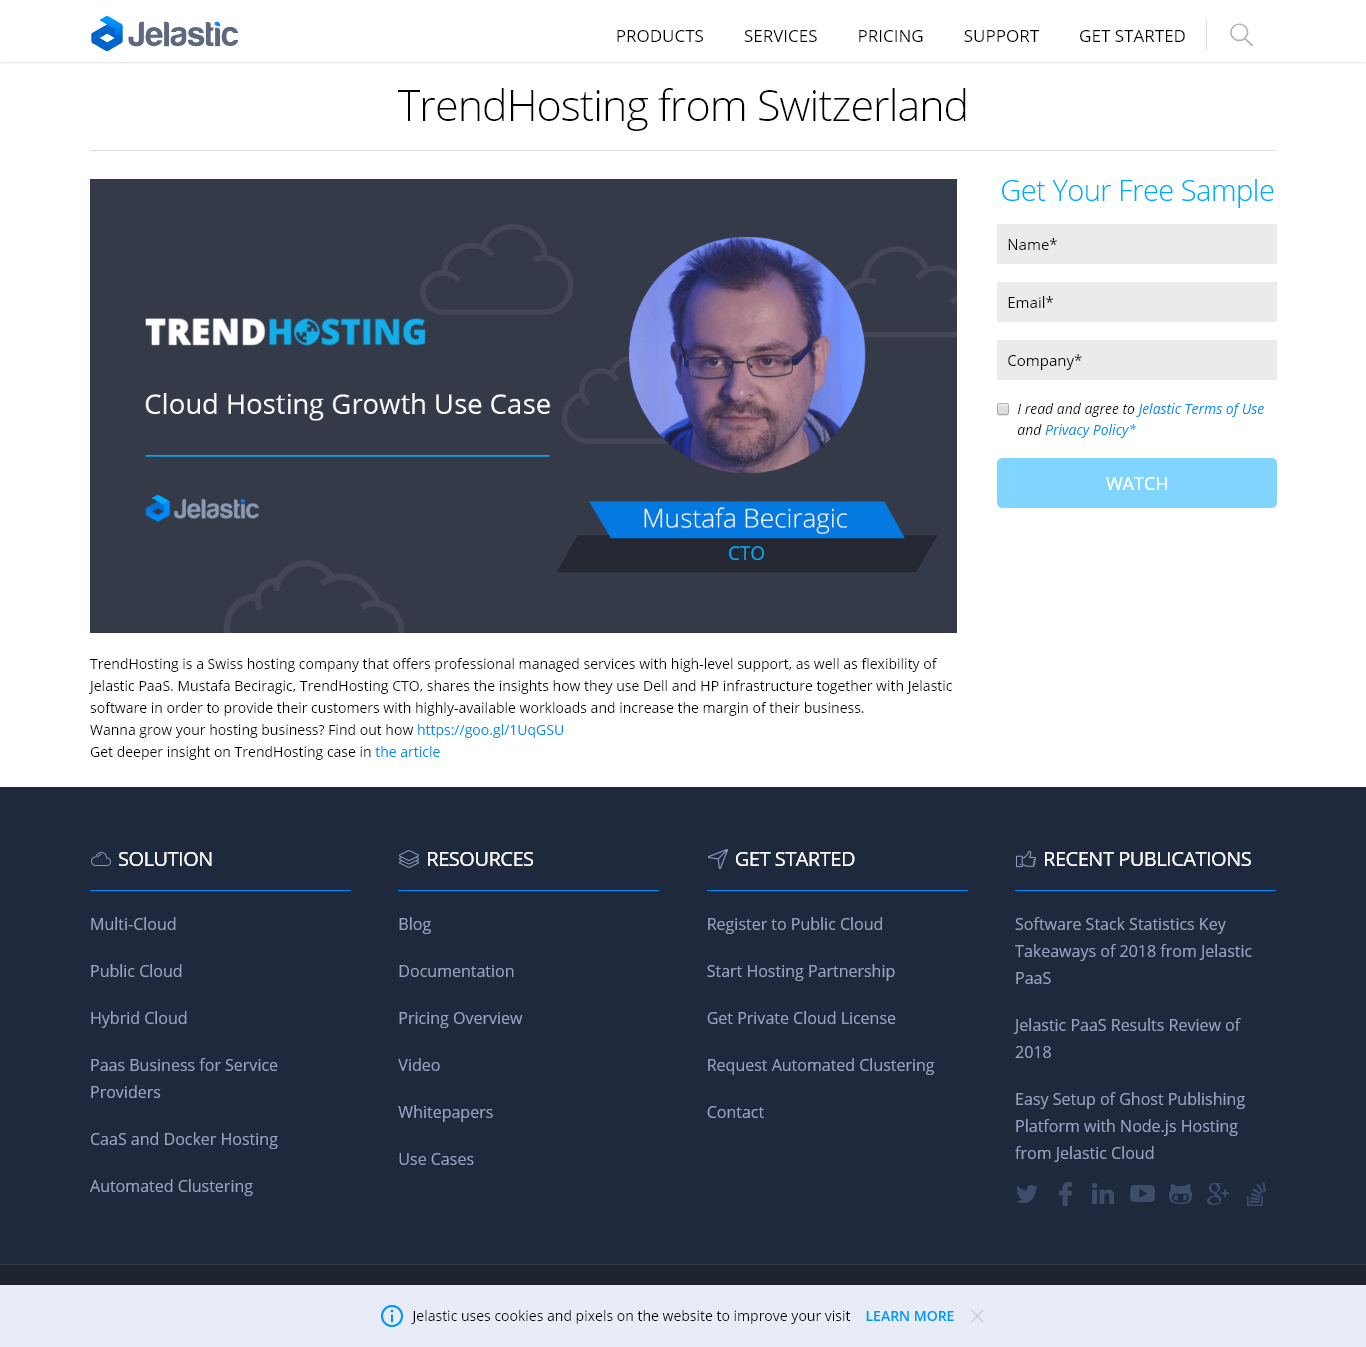 Jelastic
PRODUCTS SERVICES PRICING SUPPORT GET STARTED
TrendHosting from Switzerland
TRENDHOSTING
Cloud Hosting Growth Use Case
Jelastic
Mustafa Beciragic
CTO
Get Your Free Sample
Name*
Email*
Company*
I read and agree to Jelastic Terms of Use
and Privacy Policy*
WATCH
TrendHosting is a Swiss hosting company that offers professional managed services with high-level support, as well as flexibility of
Jelastic PaaS. Mustafa Beciragic, TrendHosting CTO, shares the insights how they use Dell and HP infrastructure together with Jelastic
software in order to provide their customers with highly-available workloads and increase the margin of their business.
Wanna grow your hosting business? Find out how https://goo.gl/1UqGSU
Get deeper insight on TrendHosting case in the article
SOLUTION
Multi-Cloud
Public Cloud
Hybrid Cloud
Paas Business for Service
Providers
CaaS and Docker Hosting
Automated Clustering
RESOURCES
Blog
Documentation
Pricing Overview
Video
Whitepapers
Use Cases
GET STARTED
Register to Public Cloud
Start Hosting Partnership
Get Private Cloud License
Request Automated Clustering
Contact
RECENT PUBLICATIONS
Software Stack Statistics Key
Takeaways of 2018 from Jelastic
PaaS
Jelastic PaaS Results Review of
2018
Easy Setup of Ghost Publishing
Platform with Node.js Hosting
from Jelastic Cloud
Jelastic uses cookies and pixels on the website to improve your visit LEARN MORE